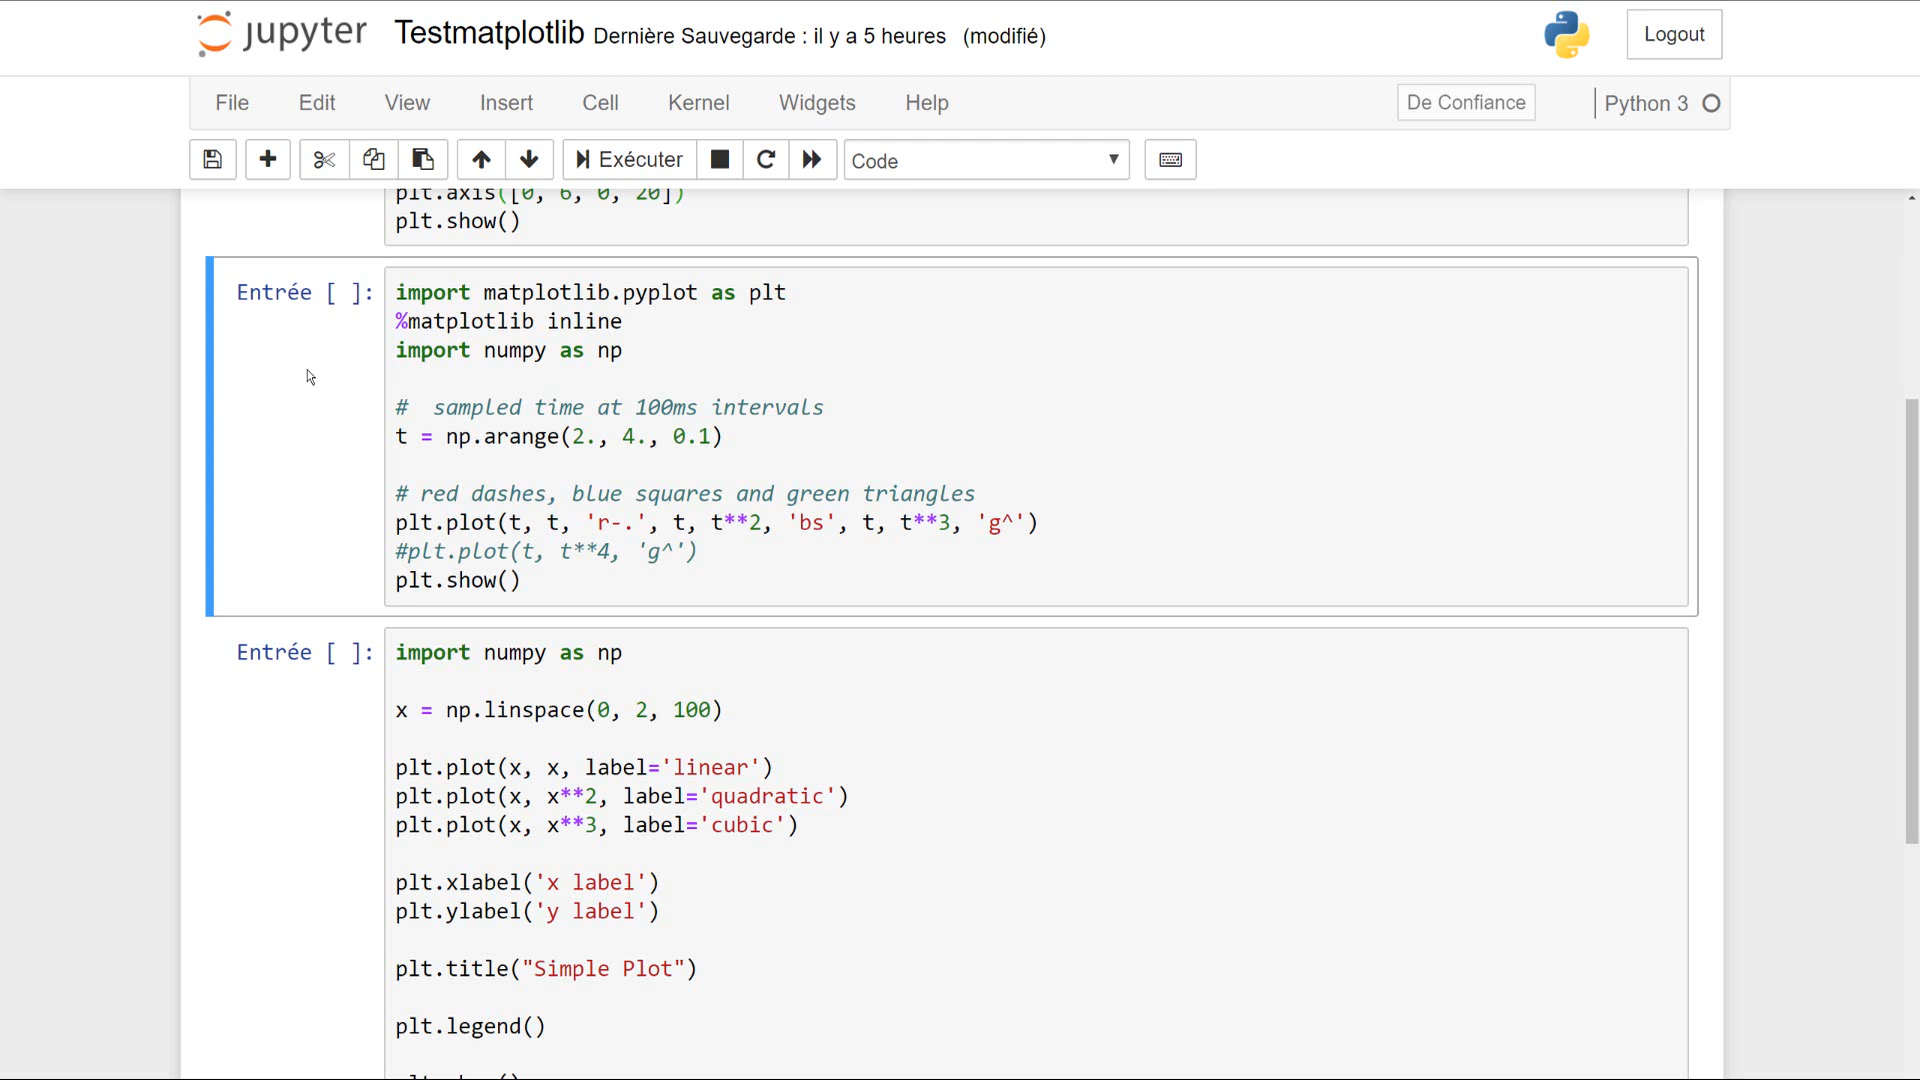 jupyter Testmatplotlib Dernière Sauvegarde : il y a 5 heures (modifié) Logout
File Edit View Insert Cell Kernel Widgets Help De Confiance Python 3
Exécuter Code
plt.axis([0, 6, 0, 20])
plt.show()
Entrée [ ]: import matplotlib.pyplot as plt
%matplotlib inline
import numpy as np
#  sampled time at 100ms intervals
t = np.arange(2., 4., 0.1)
# red dashes, blue squares and green triangles
plt.plot(t, t, 'r-.', t, t**2, 'bs', t, t**3, 'g^')
#plt.plot(t, t**4, 'g^')
plt.show()
Entrée [ ]: import numpy as np
x = np.linspace(0, 2, 100)
plt.plot(x, x, label='linear')
plt.plot(x, x**2, label='quadratic')
plt.plot(x, x**3, label='cubic')
plt.xlabel('x label')
plt.ylabel('y label')
plt.title("Simple Plot")
plt.legend()